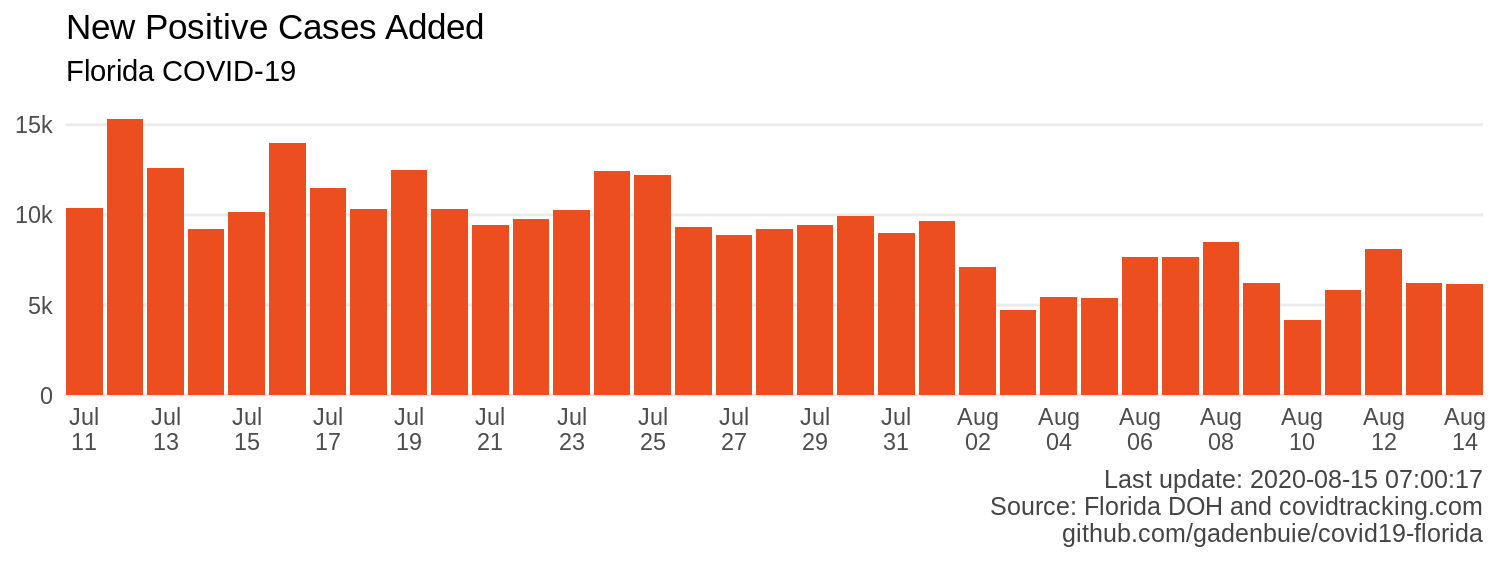 New Positive Cases Added
Florida COVID-19
15k
10k
5k
0
Jul Jul Jul Jul Jul Jul Jul Jul Jul Jul Jul Aug Aug Aug Aug Aug Aug Aug
11 13 15 17 19 21 23 25 27 29 31 02 04 06 08 10 12 14
Last update: 2020-08-15 07:00:17
Source: Florida DOH and covidtracking.com
github.com/gadenbuie/covid19-florida